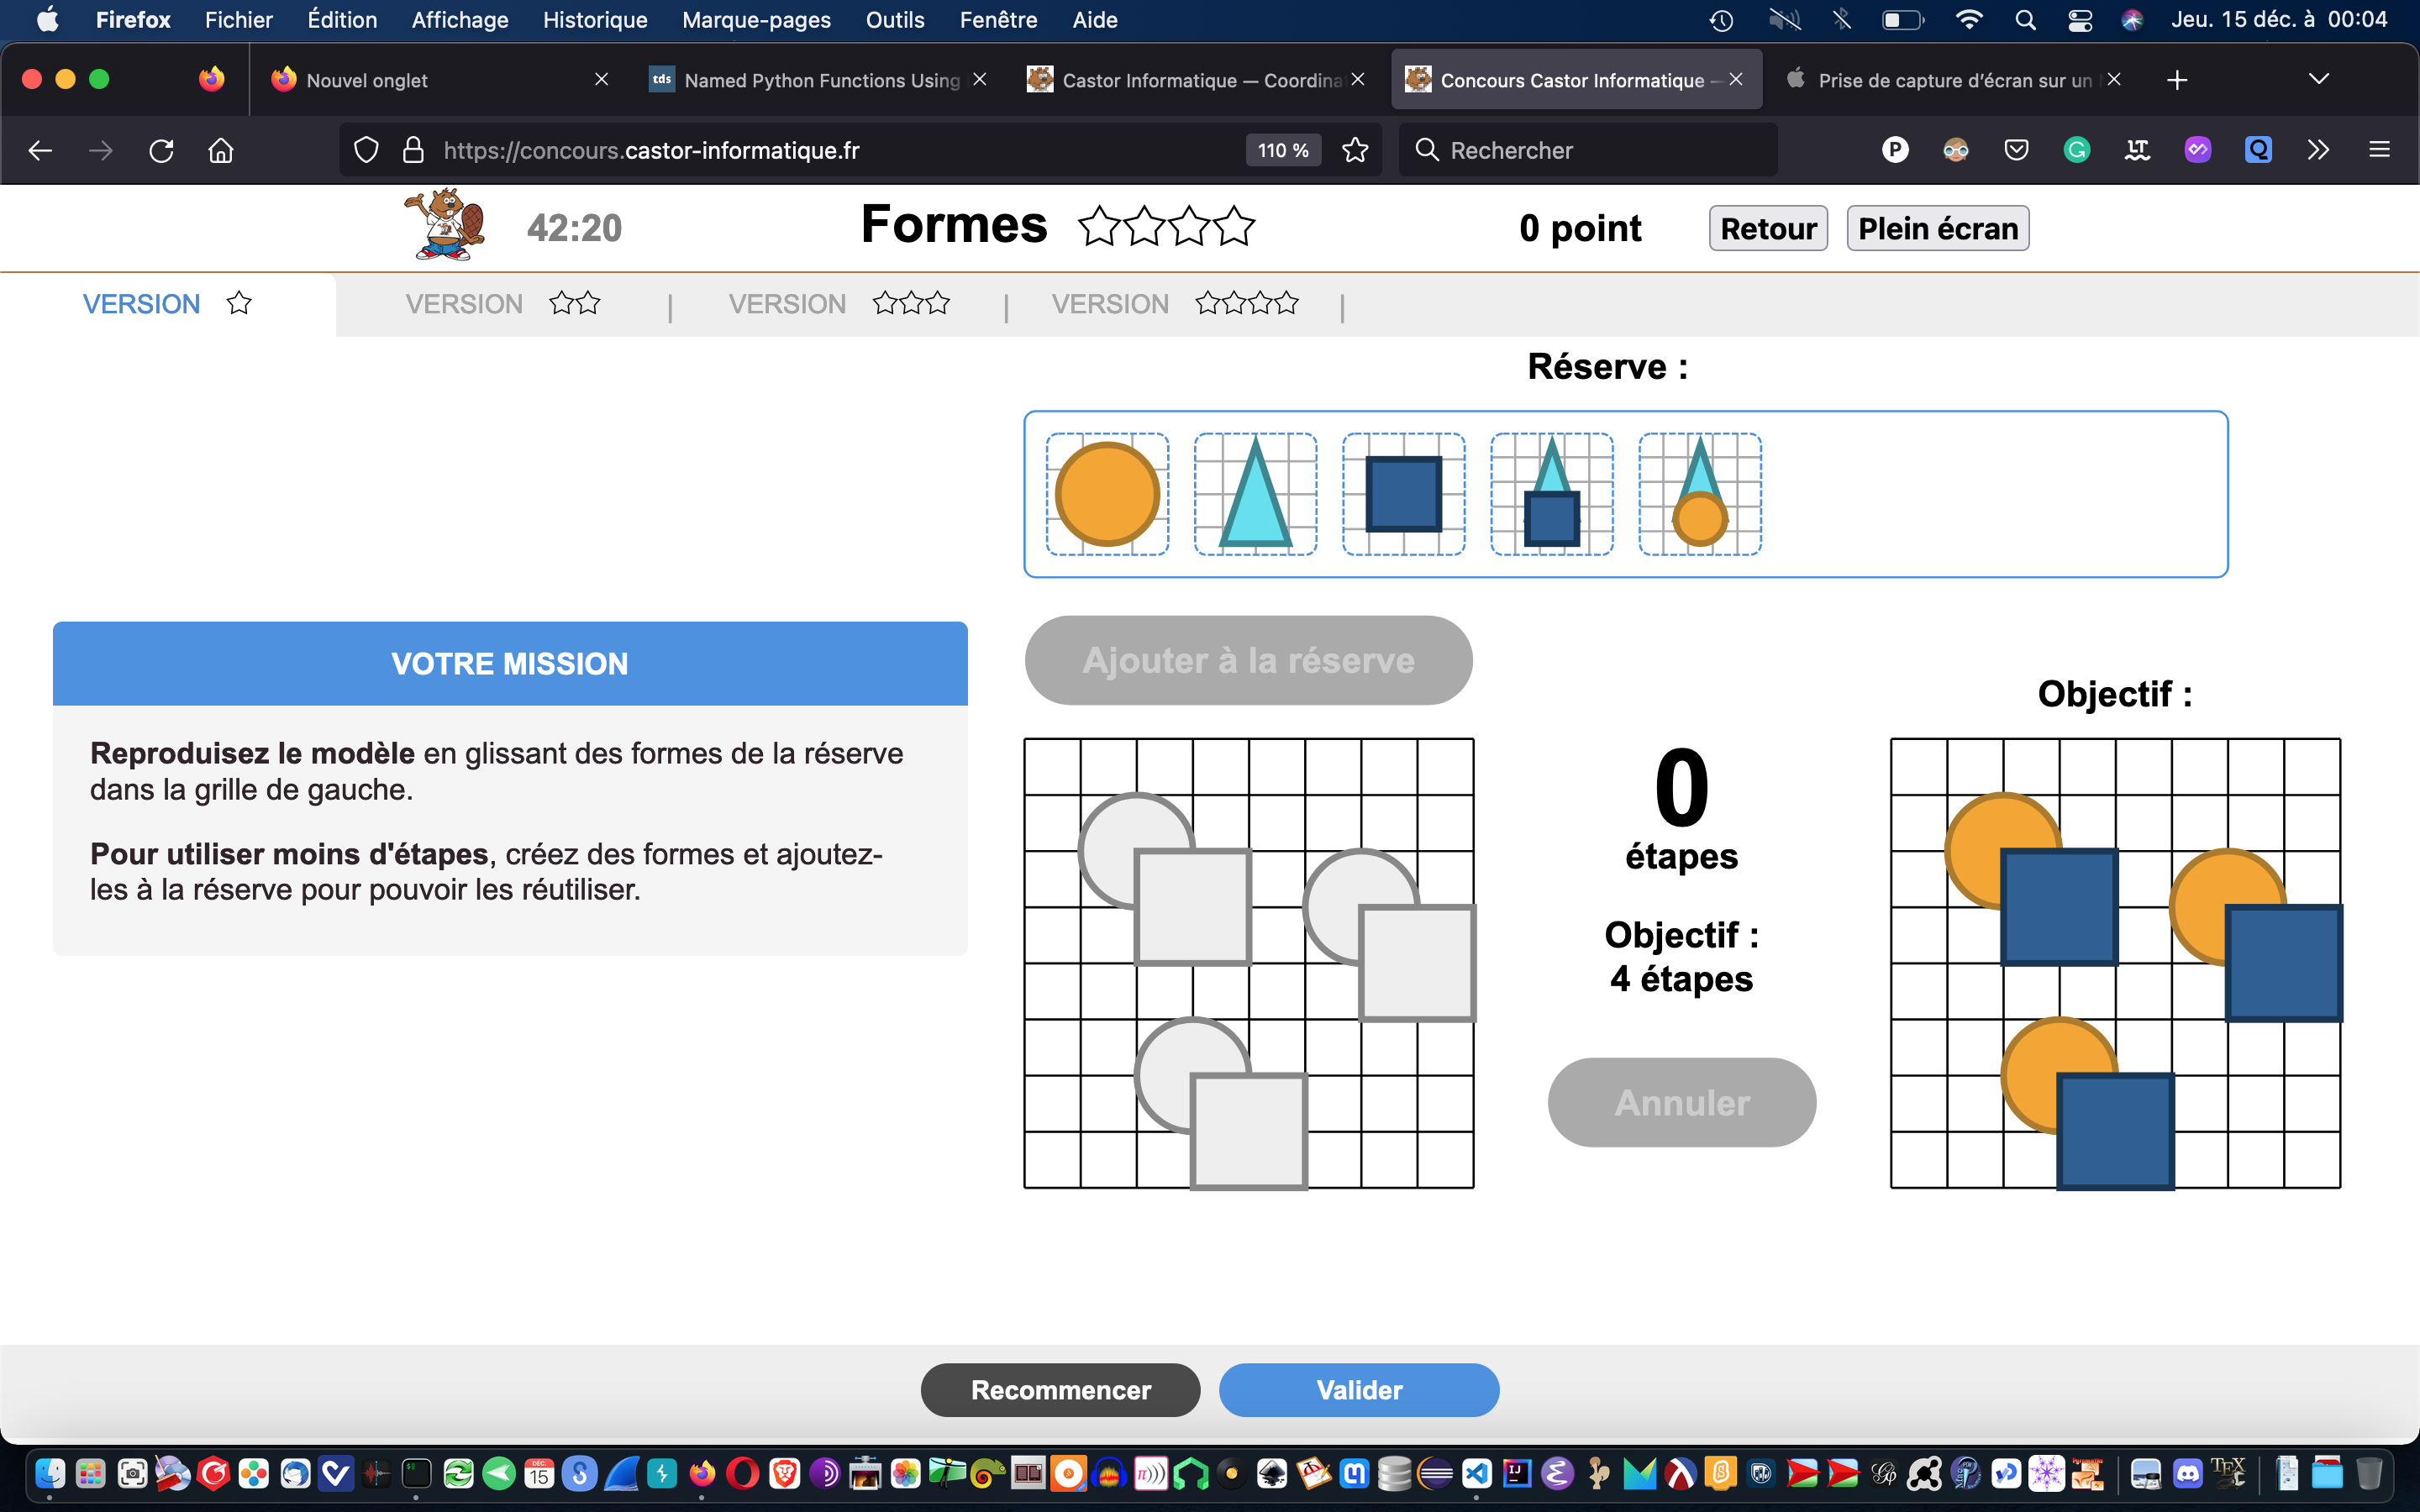 Firefox Fichier Édition Affichage Historique Marque-pages Outils Fenêtre Aide Jeu. 15 déc. à 00:04
Nouvel onglet tds Named Python Functions Using Castor Informatique — Coordina Concours Castor Informatique – Prise de capture d'écran sur un
https://concours.castor-informatique.fr 110 % Rechercher
42:20 Formes 0 point Retour Plein écran
VERSION VERSION | VERSION | VERSION |
Réserve :
VOTRE MISSION
Reproduisez le modèle en glissant des formes de la réserve
dans la grille de gauche.
Pour utiliser moins d'étapes, créez des formes et ajoutez-
les à la réserve pour pouvoir les réutiliser.
Ajouter à la réserve
Objectif :
0
étapes
Objectif :
4 étapes
Annuler
Recommencer Valider